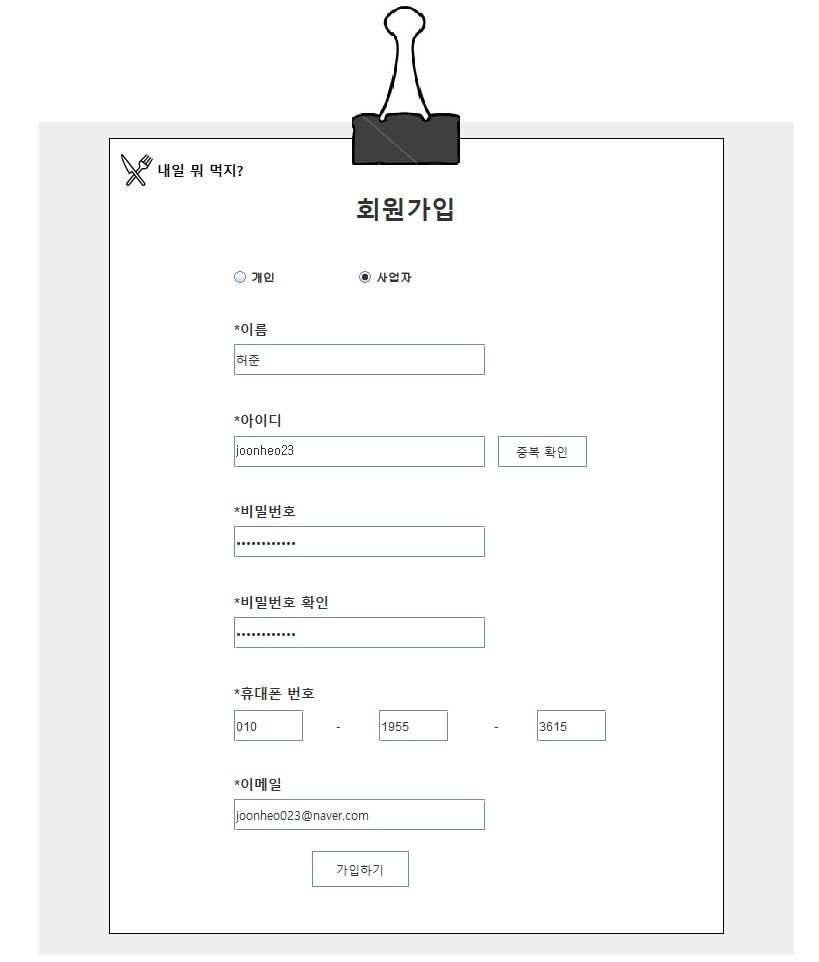 내일 뭐 먹지?
회원가입
개인 사업자
*이름
허준
*아이디
joonheo23 중복 확인
*비밀번호
••••••••••••
*비밀번호 확인
••••••••••••
*휴대폰 번호
010 - 1955 - 3615
*이메일
joonheo023@naver.com
가입하기